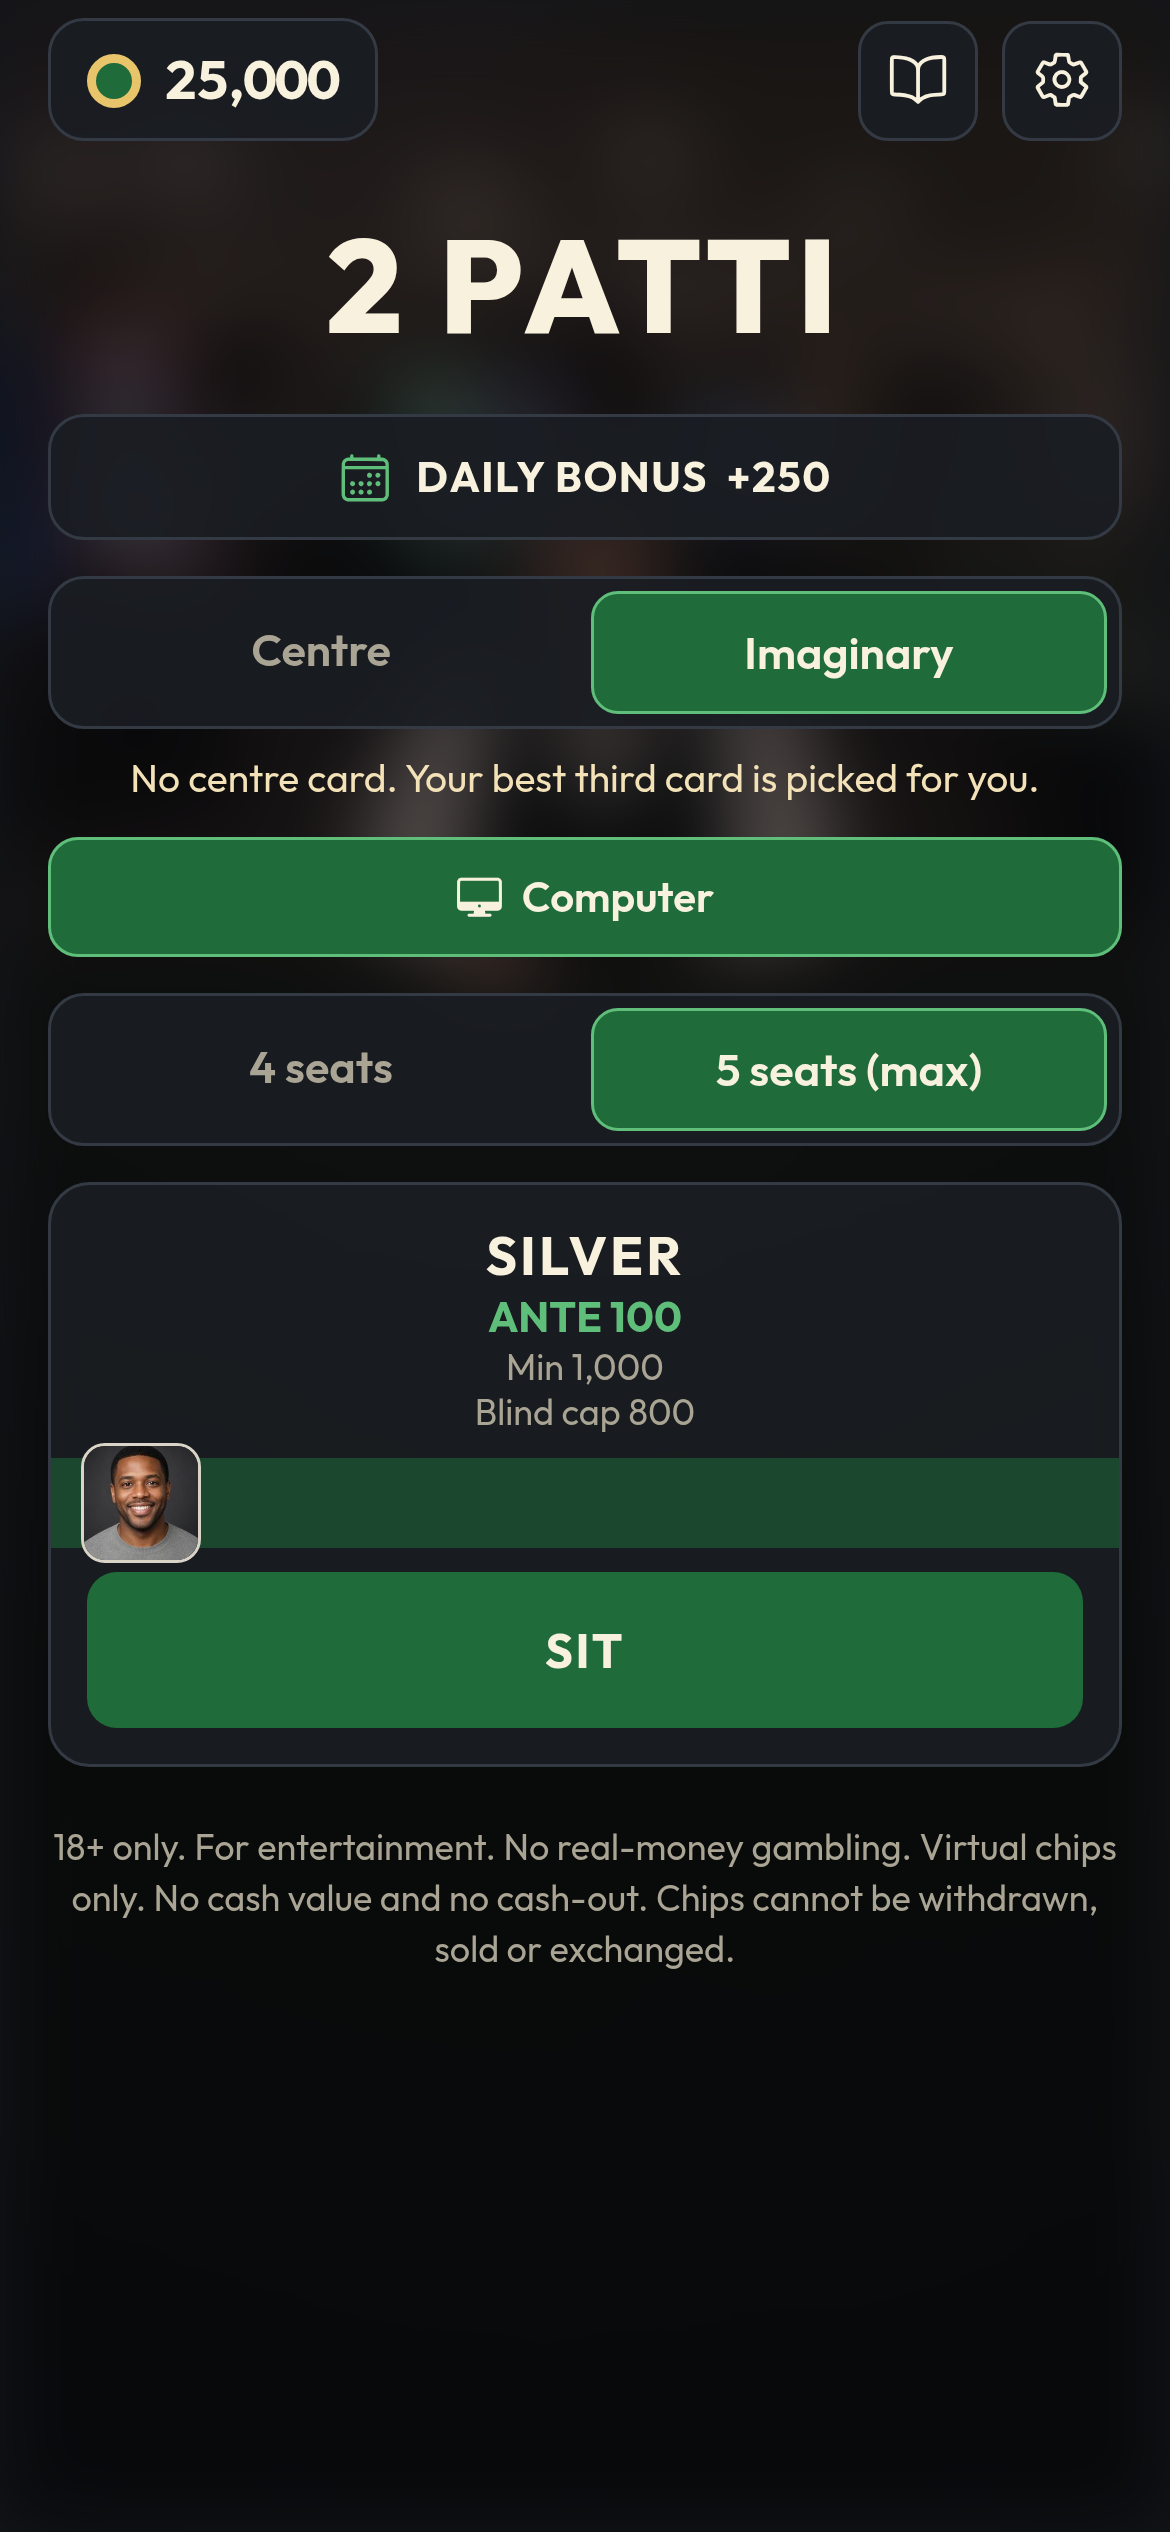 25,000
2 PATTI
DAILY BONUS +250
Centre
Imaginary
No centre card. Your best third card is picked for you.
Computer
4 seats
5 seats (max)
SILVER
ANTE 100
Min 1,000
Blind cap 800
SIT
18+ only. For entertainment. No real-money gambling. Virtual chips
only. No cash value and no cash-out. Chips cannot be withdrawn,
sold or exchanged.